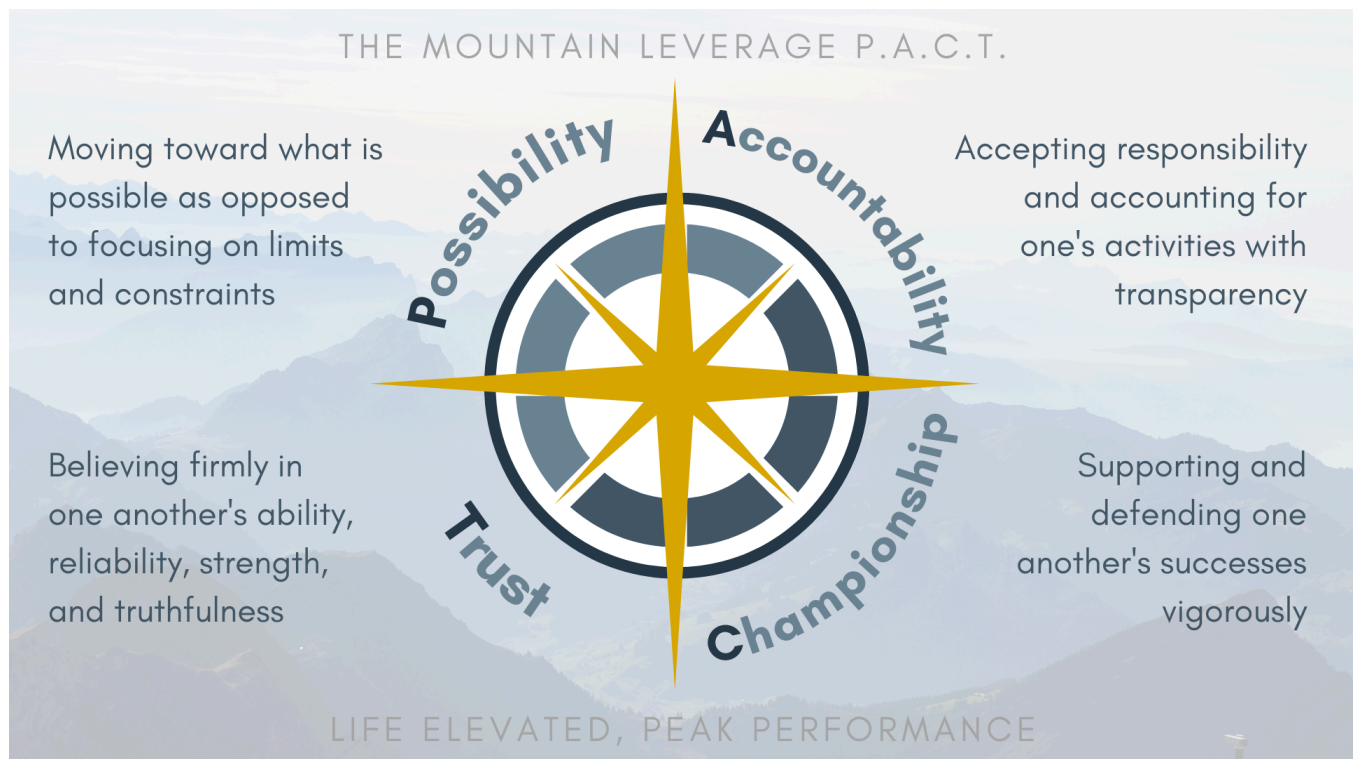 THE MOUNTAIN LEVERAGE P.A.C.T.
Possibility
Moving toward what is
possible as opposed
to focusing on limits
and constraints
Accountability
Accepting responsibility
and accounting for
one's activities with
transparency
Championship
Supporting and
defending one
another's successes
vigorously
Trust
Believing firmly in
one another's ability,
reliability, strength,
and truthfulness
LIFE ELEVATED, PEAK PERFORMANCE